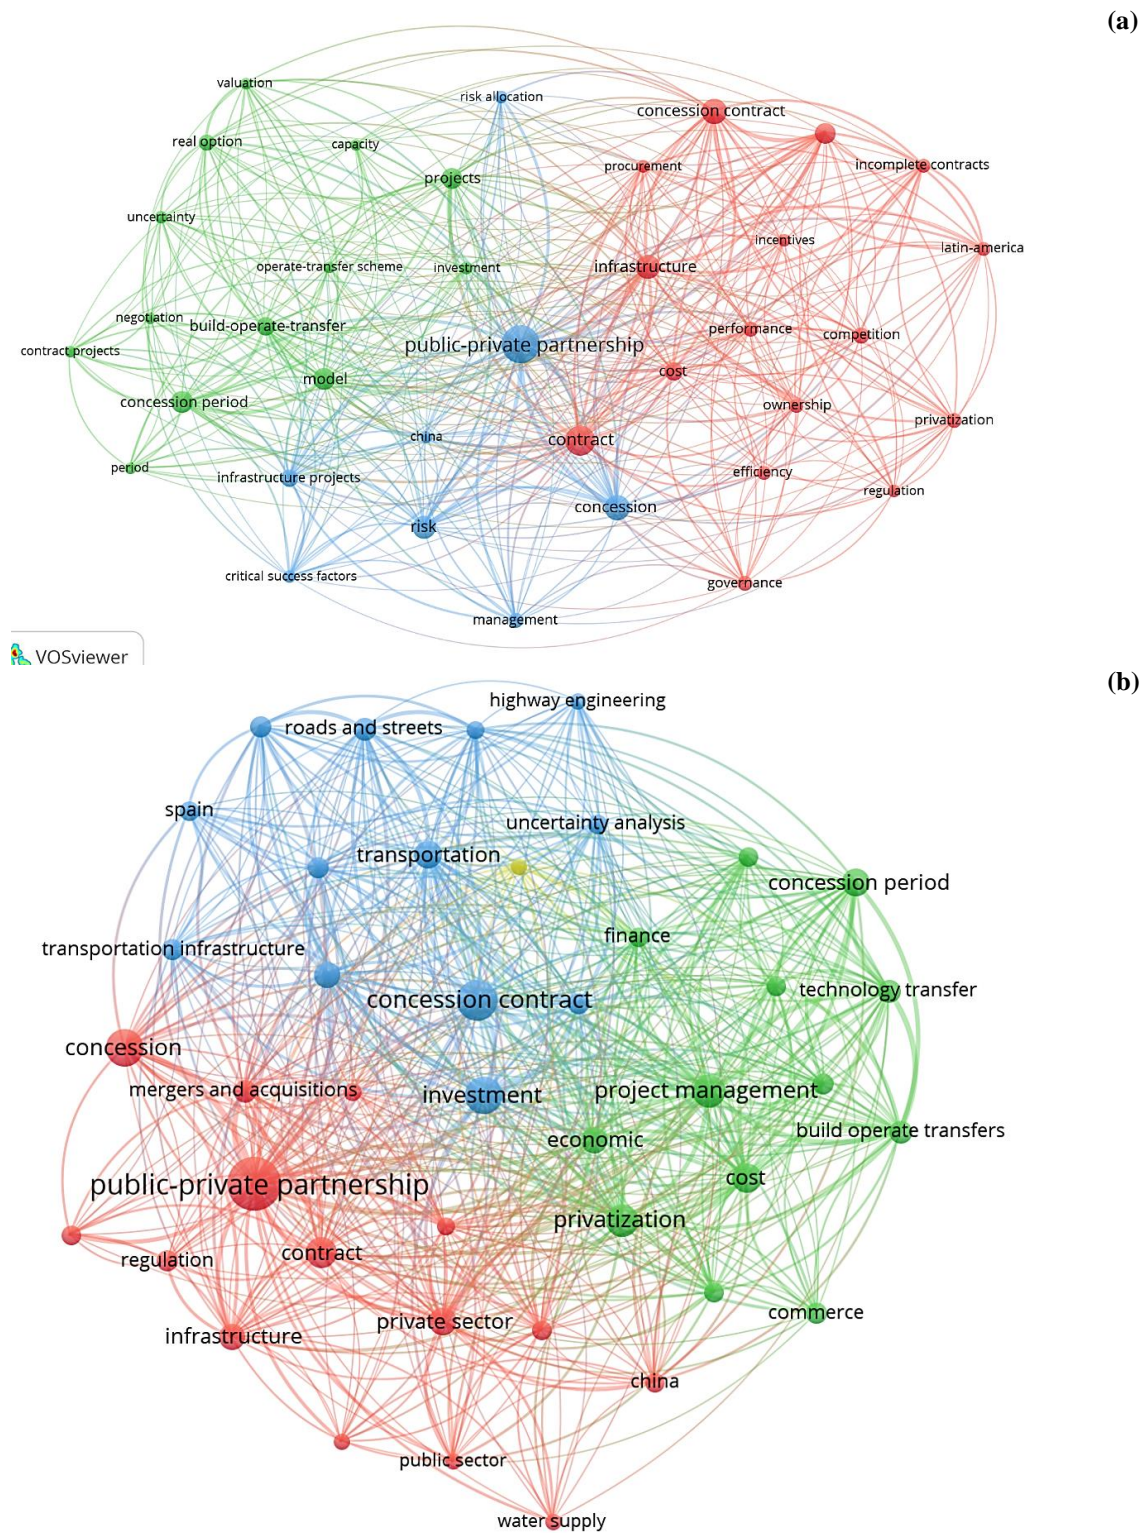 (a)
valuation
risk allocation
concession contract
real option
capacity
procurement
incomplete contracts
projects
uncertainty
incentives
latin-america
operate-transfer scheme
investment
infrastructure
negotiation
build-operate-transfer
performance
competition
contract projects
public-private partnership
model
cost
concession period
ownership
privatization
china
contract
period
infrastructure projects
efficiency
regulation
concession
risk
critical success factors
governance
management
VOSviewer
(b)
highway engineering
roads and streets
spain
uncertainty analysis
transportation
concession period
finance
transportation infrastructure
technology transfer
concession contract
concession
mergers and acquisitions
investment
project management
economic
build operate transfers
public-private partnership
cost
privatization
regulation
contract
commerce
private sector
infrastructure
china
public sector
water supply